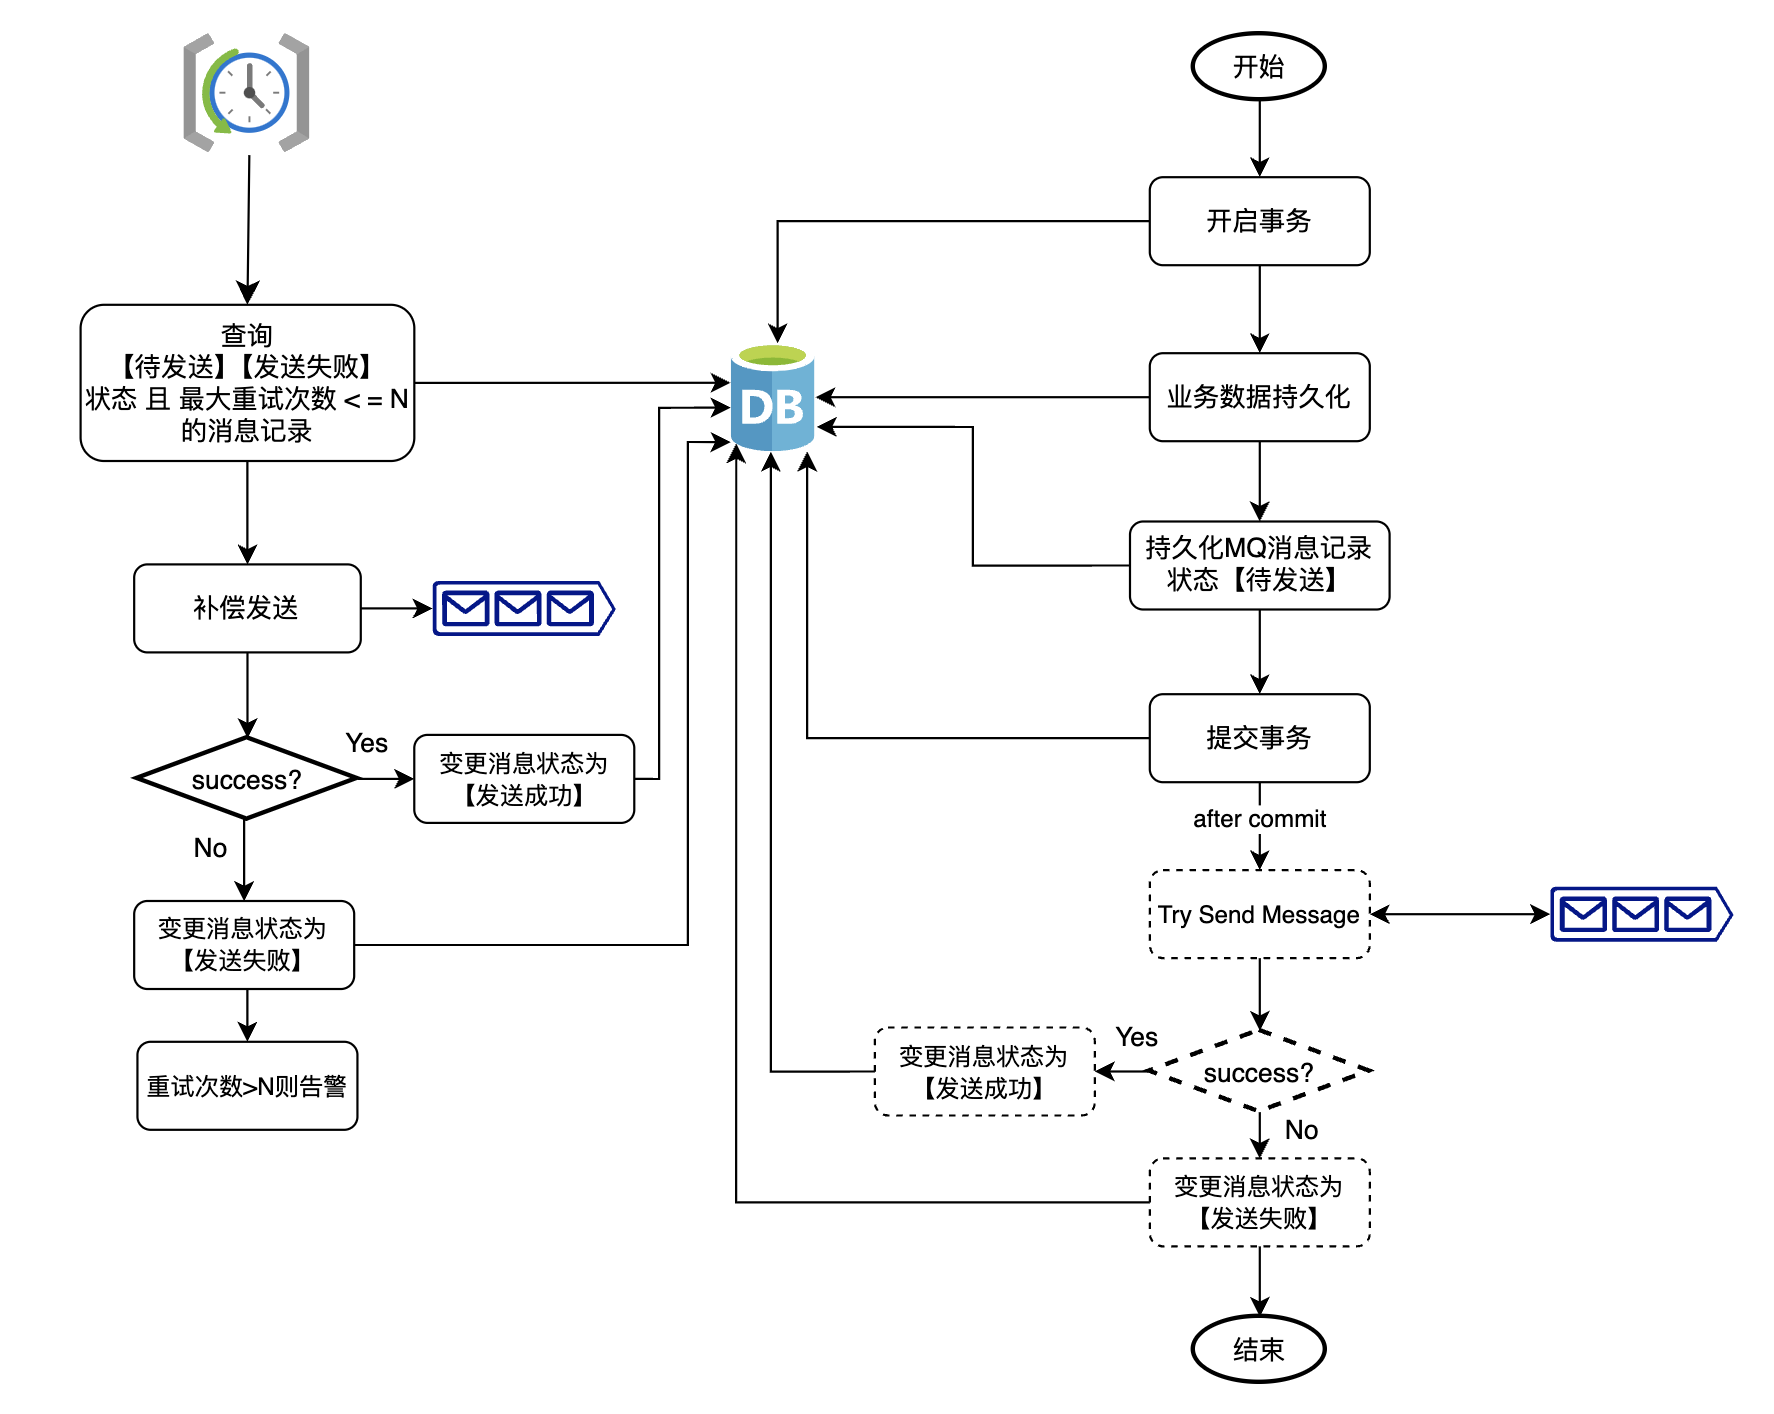 开始
开启事务
查询
【待发送】【发送失败】
状态 且 最大重试次数 < = N
的消息记录
DB
业务数据持久化
持久化MQ消息记录
状态【待发送】
补偿发送
提交事务
Yes
success?
变更消息状态为
【发送成功】
after commit
No
Try Send Message
变更消息状态为
【发送失败】
Yes
变更消息状态为
【发送成功】
success?
重试次数>N则告警
No
变更消息状态为
【发送失败】
结束